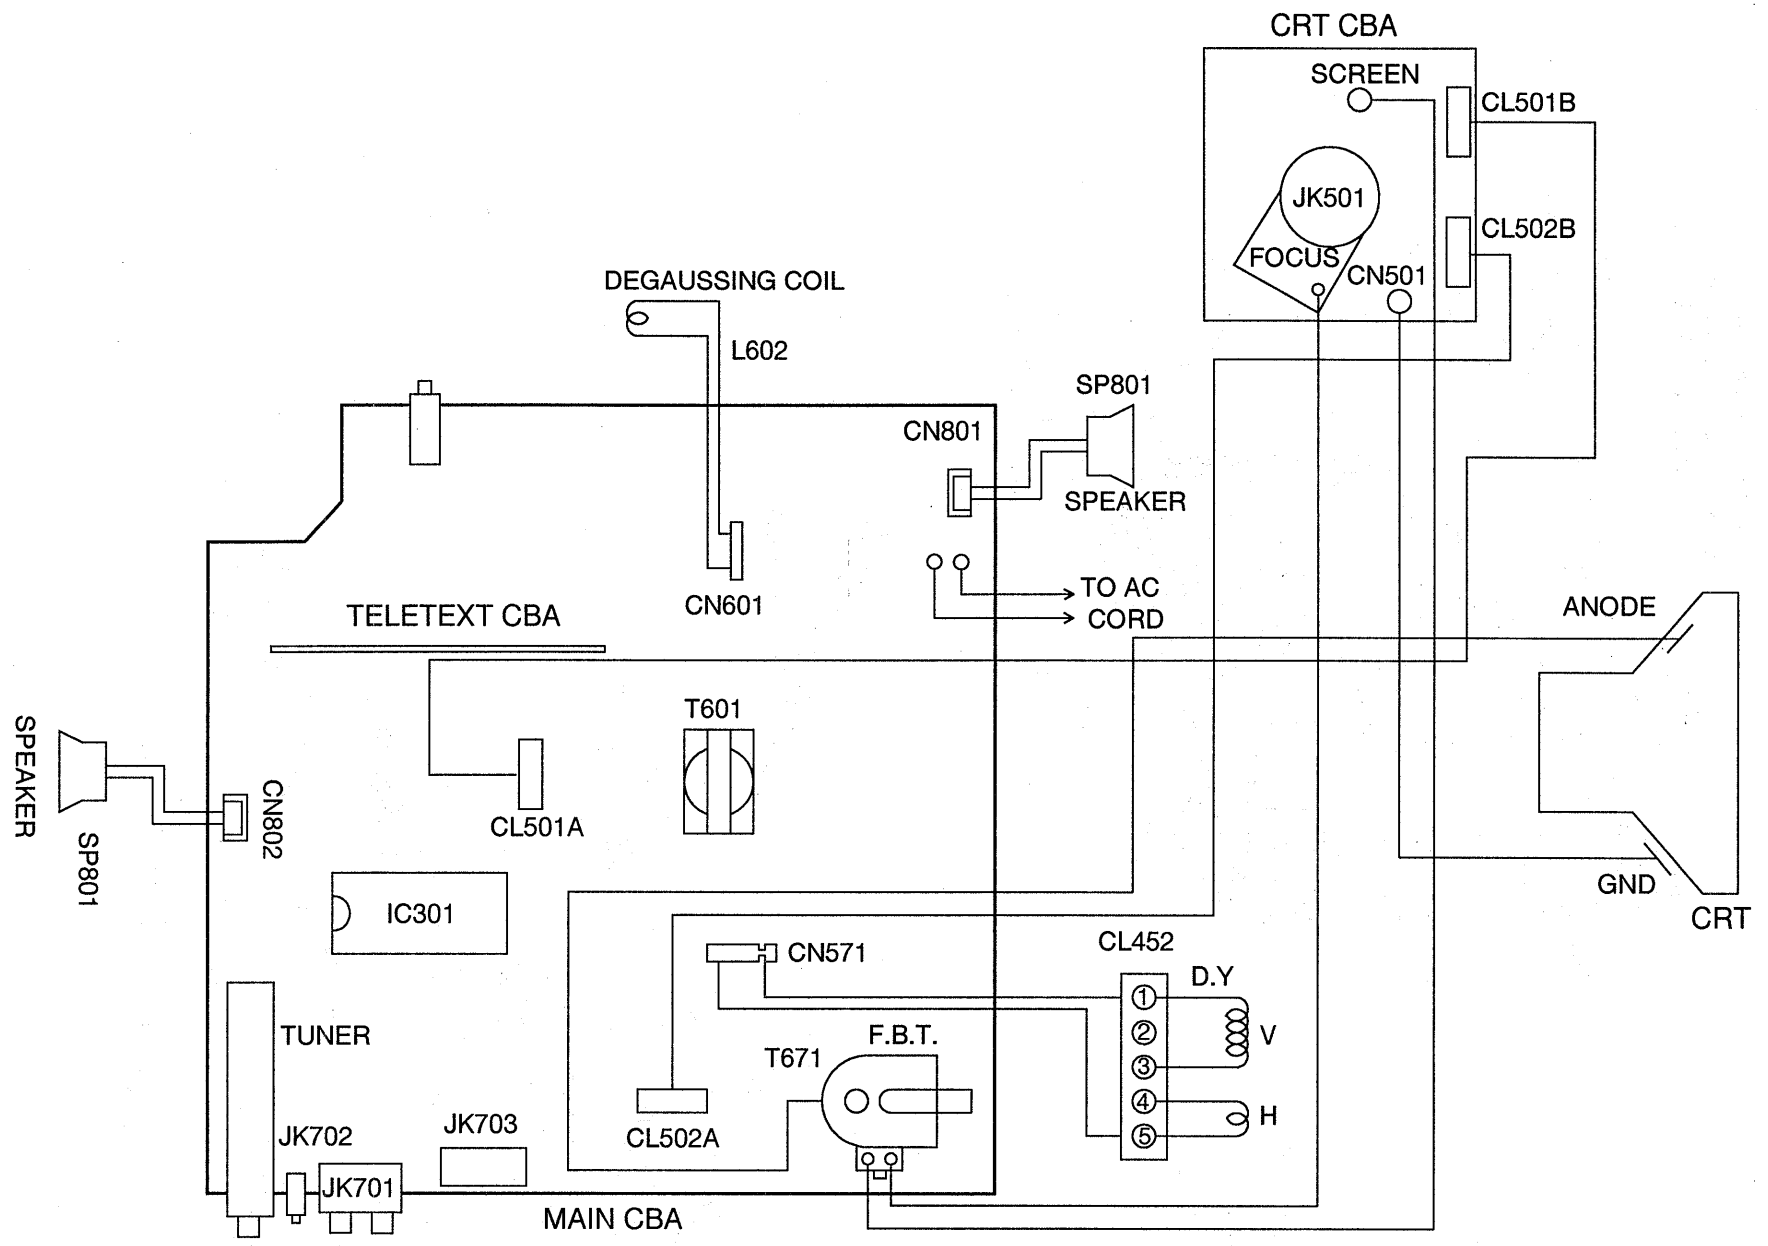 CRT CBA
SCREEN
CL501B
JK501
CL502B
FOCUS
CN501
DEGAUSSING COIL
L602
SP801
CN801
SPEAKER
TO AC
CORD
CN601
TELETEXT CBA
ANODE
T601
SPEAKER
SP801
CN802
CL501A
IC301
GND
CRT
CL452
CN571
D.Y
1
2
3
4
5
V
H
TUNER
F.B.T.
T671
JK703
JK702
CL502A
JK701
MAIN CBA